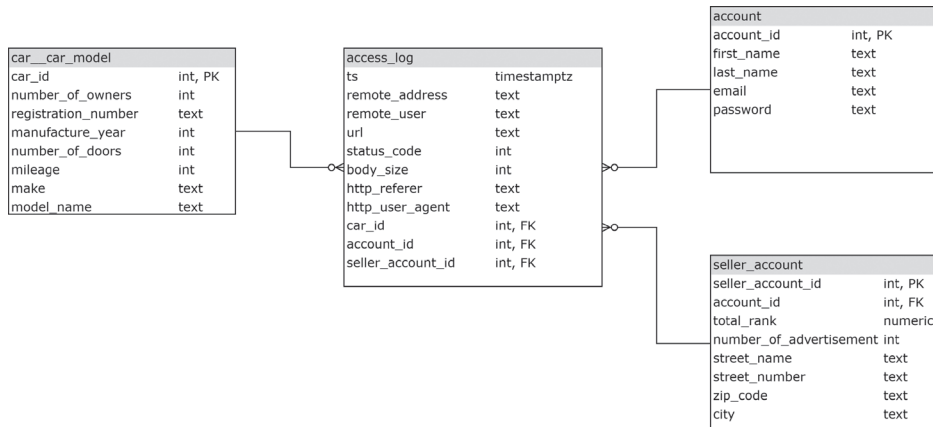 car__car_model
car_id int, PK
number_of_owners int
registration_number text
manufacture_year int
number_of_doors int
mileage int
make text
model_name text
access_log
ts timestamptz
remote_address text
remote_user text
url text
status_code int
body_size int
http_referer text
http_user_agent text
car_id int, FK
account_id int, FK
seller_account_id int, FK
account
account_id int, PK
first_name text
last_name text
email text
password text
seller_account
seller_account_id int, PK
account_id int, FK
total_rank numeric
number_of_advertisement int
street_name text
street_number text
zip_code text
city text